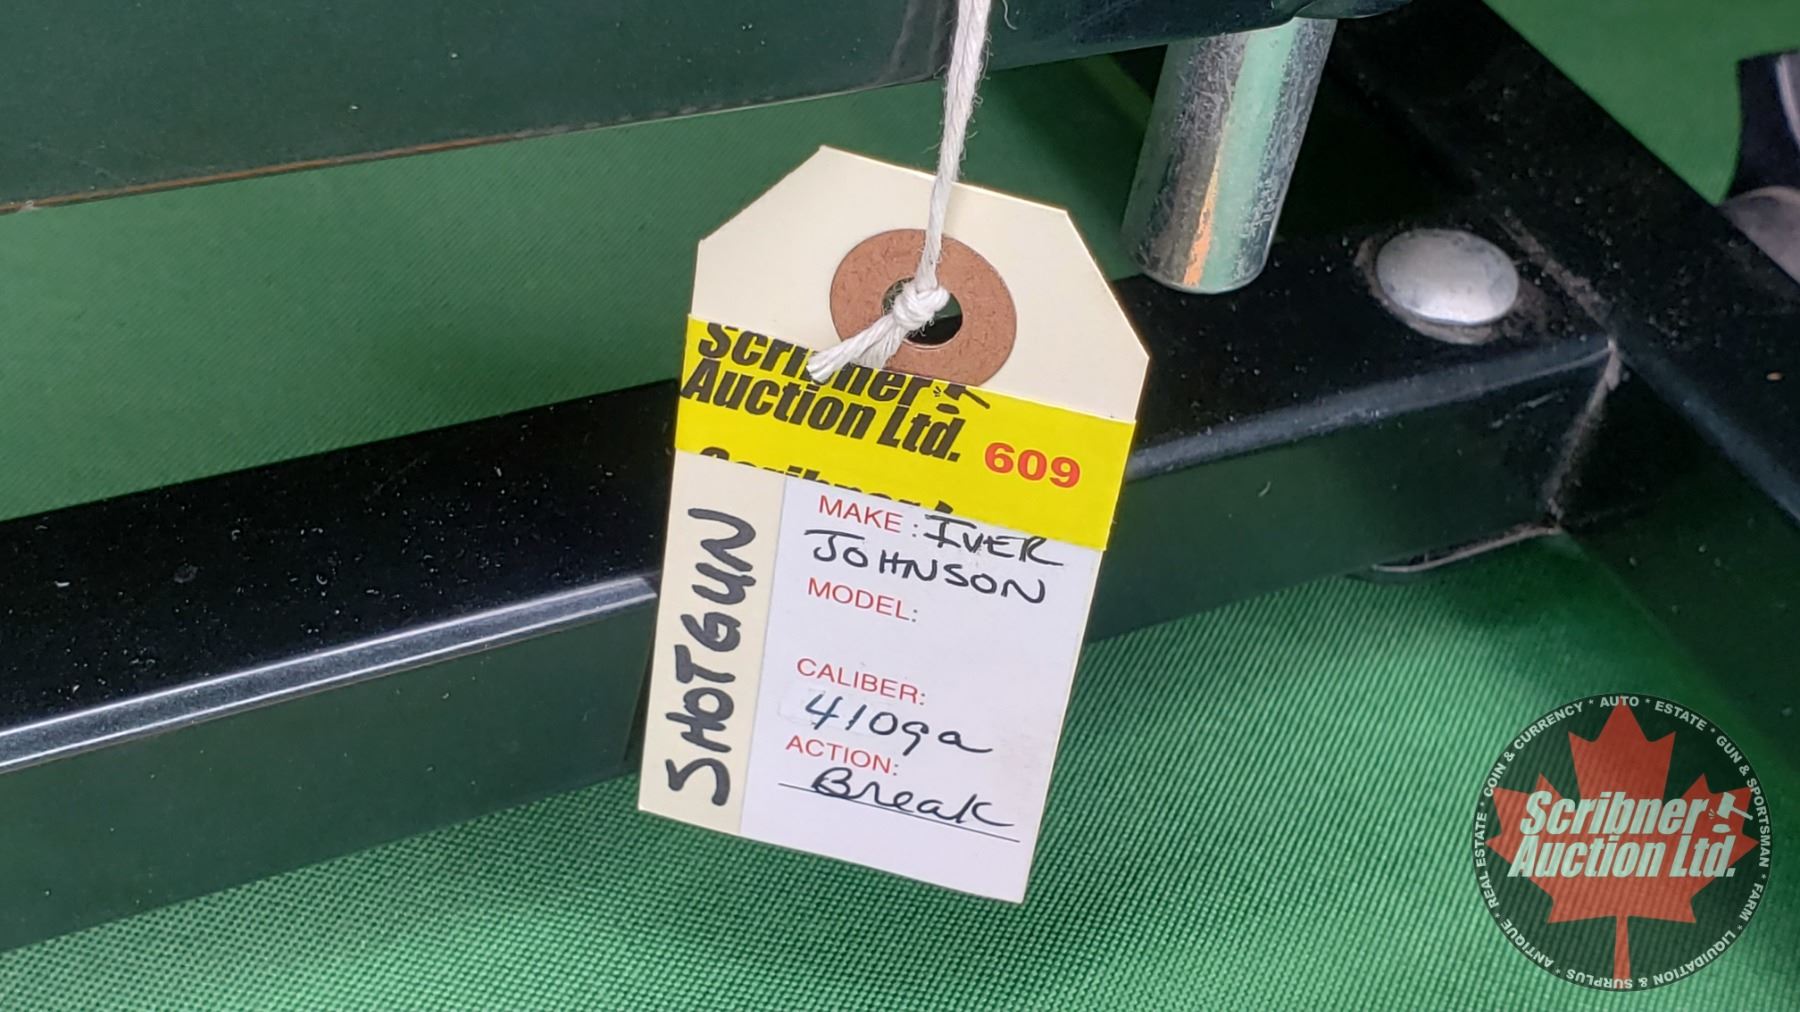 Scribner
Auction Ltd.
609
SHOTGUN
MAKE: IVER
JOHNSON
MODEL:
CALIBER:
410ga
ACTION:
Break
Scribner
Auction Ltd.
* COIN & CURRENCY * AUTO * ESTATE * GUN & SPORTSMAN * FARM * LIQUIDATION & SURPLUS * ANTIQUE * REAL ESTATE